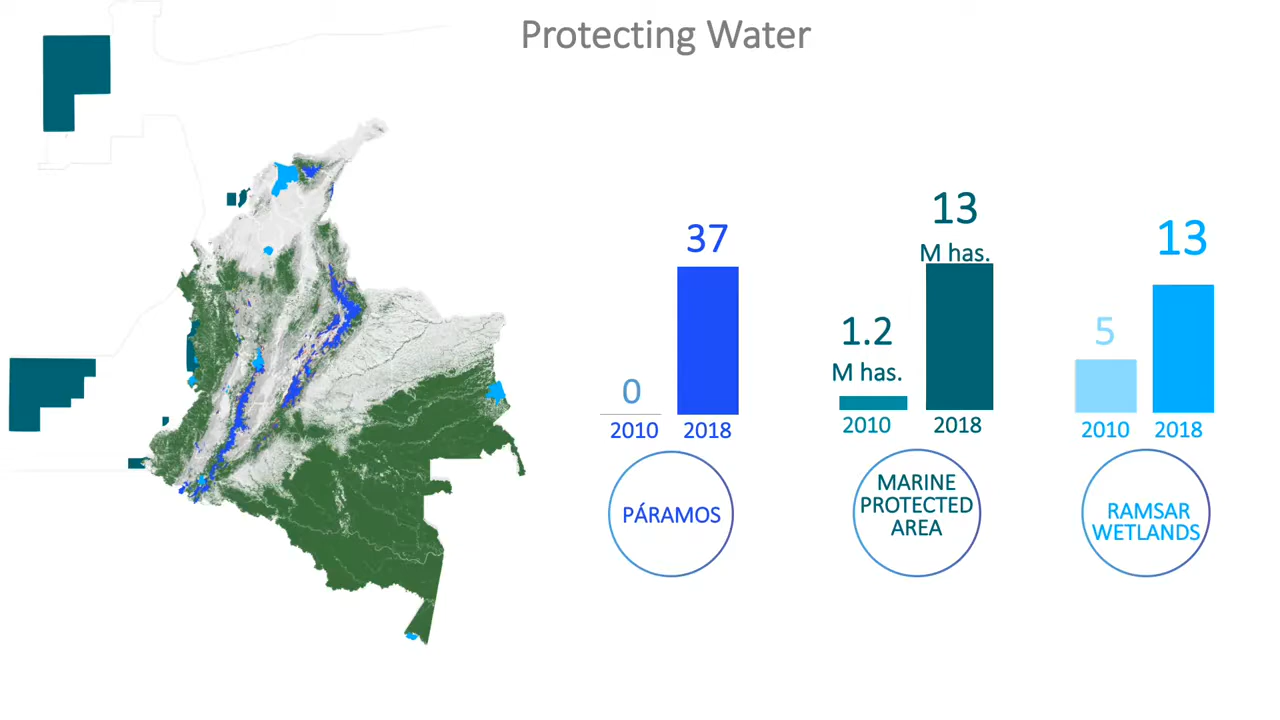 Protecting Water
0
2010
37
2018
PÁRAMOS
1.2
M has.
2010
13
M has.
2018
MARINE
PROTECTED
AREA
5
2010
13
2018
RAMSAR
WETLANDS